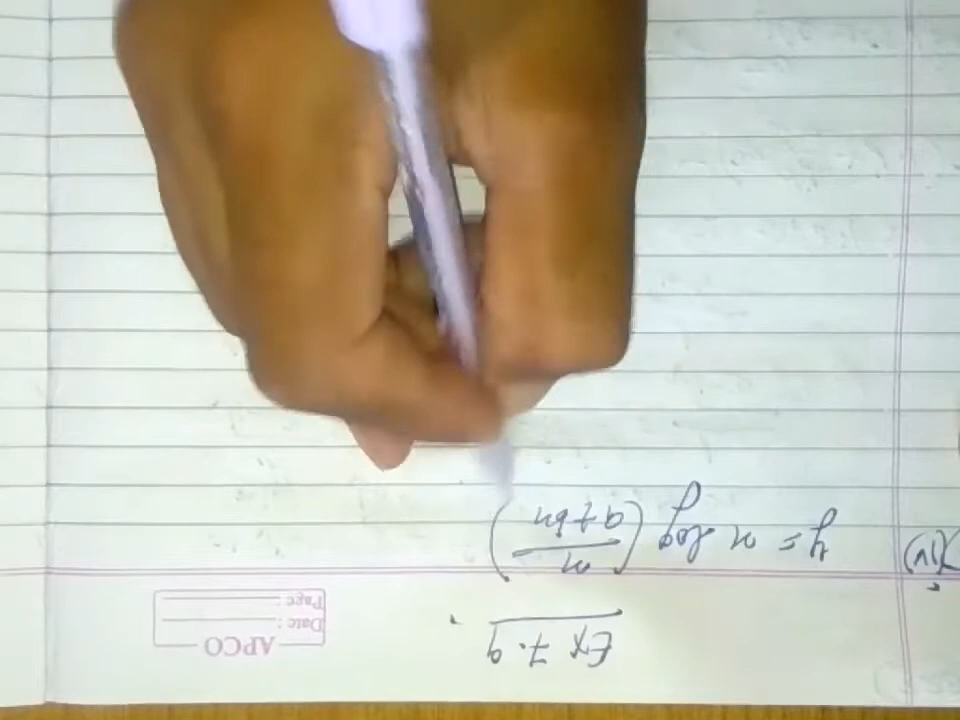 APCO
Date:
Page:
Ex 7.9
(iv) y = x log (x / a+bx)